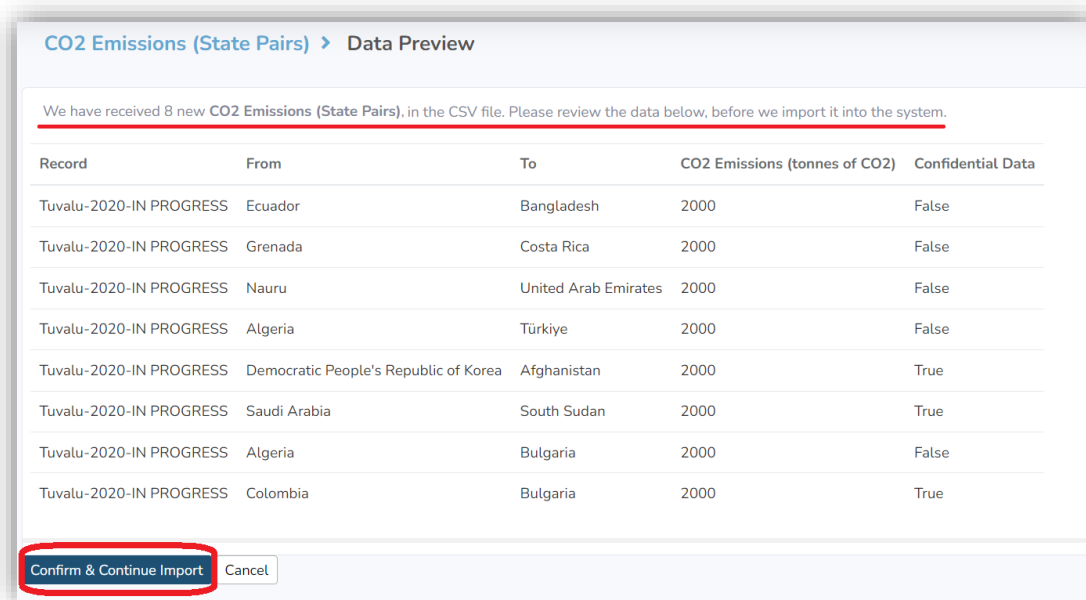 CO2 Emissions (State Pairs) > Data Preview
We have received 8 new CO2 Emissions (State Pairs), in the CSV file. Please review the data below, before we import it into the system.
Record From To CO2 Emissions (tonnes of CO2) Confidential Data
Tuvalu-2020-IN PROGRESS Ecuador Bangladesh 2000 False
Tuvalu-2020-IN PROGRESS Grenada Costa Rica 2000 False
Tuvalu-2020-IN PROGRESS Nauru United Arab Emirates 2000 False
Tuvalu-2020-IN PROGRESS Algeria Türkiye 2000 False
Tuvalu-2020-IN PROGRESS Democratic People's Republic of Korea Afghanistan 2000 True
Tuvalu-2020-IN PROGRESS Saudi Arabia South Sudan 2000 True
Tuvalu-2020-IN PROGRESS Algeria Bulgaria 2000 False
Tuvalu-2020-IN PROGRESS Colombia Bulgaria 2000 True
Confirm & Continue Import Cancel